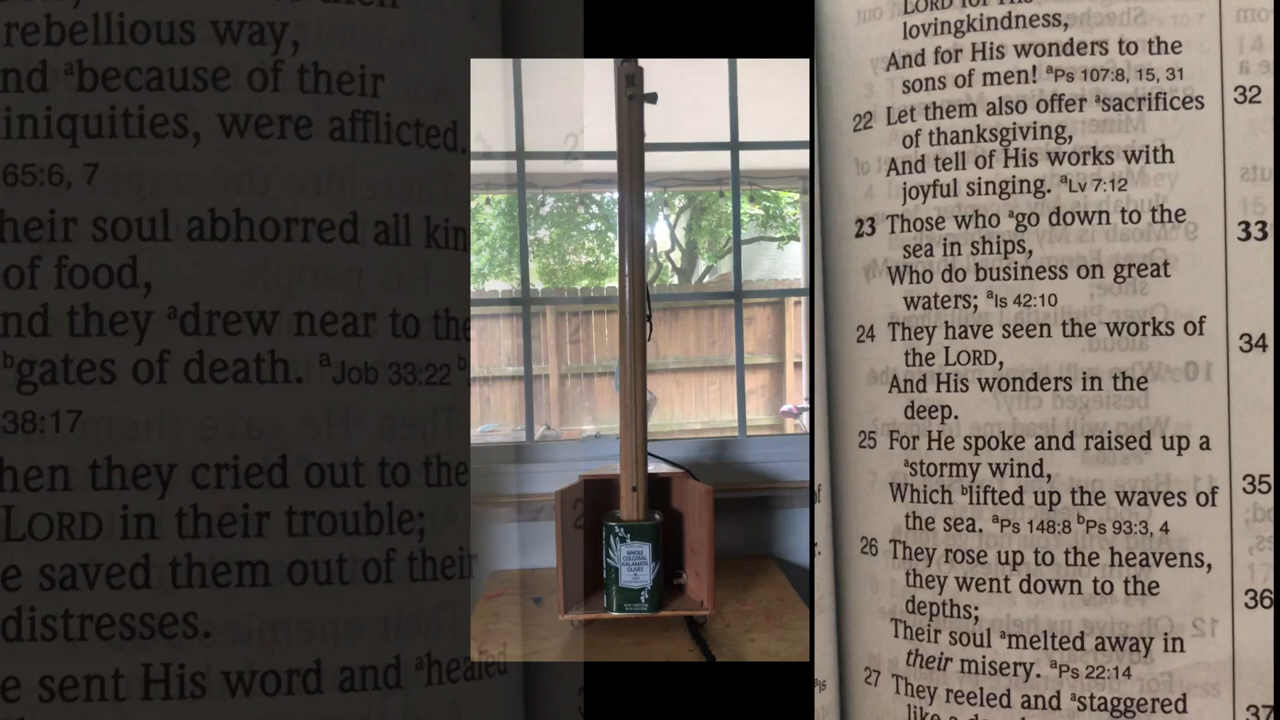 rebellious way,
nd ᵃbecause of their
iniquities, were afflicted.
65:6, 7
heir soul abhorred all kin
of food,
nd they ᵃdrew near to the
ᵇgates of death. ᵃJob 33:22 ᵇ
38:17
hen they cried out to the
LORD in their trouble;
e saved them out of their
distresses.
e sent His word and ᵃhealed
WHOLE
COLOSSAL
KALAMATA
OLIVES
LORD for His
lovingkindness,
And for His wonders to the
sons of men! ᵃPs 107:8, 15, 31
22 Let them also offer ᵃsacrifices
of thanksgiving,
And tell of His works with
joyful singing. ᵃLv 7:12
23 Those who ᵃgo down to the
sea in ships,
Who do business on great
waters; ᵃIs 42:10
24 They have seen the works of
the LORD,
And His wonders in the
deep.
25 For He spoke and raised up a
ᵃstormy wind,
Which ᵇlifted up the waves of
the sea. ᵃPs 148:8 ᵇPs 93:3, 4
26 They rose up to the heavens,
they went down to the
depths;
Their soul ᵃmelted away in
their misery. ᵃPs 22:14
27 They reeled and ᵃstaggered
32
33
34
35
36
37